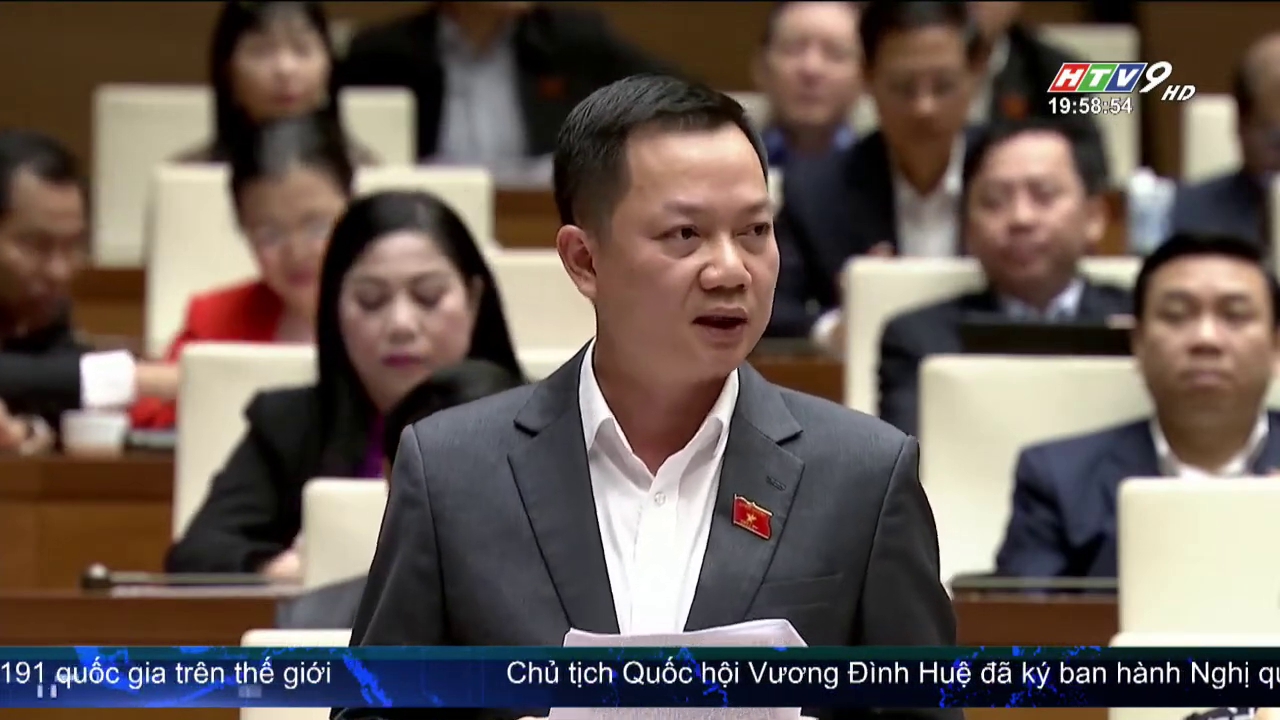 HTV9 HD
19:58:54
191 quốc gia trên thế giới Chủ tịch Quốc hội Vương Đình Huệ đã ký ban hành Nghị